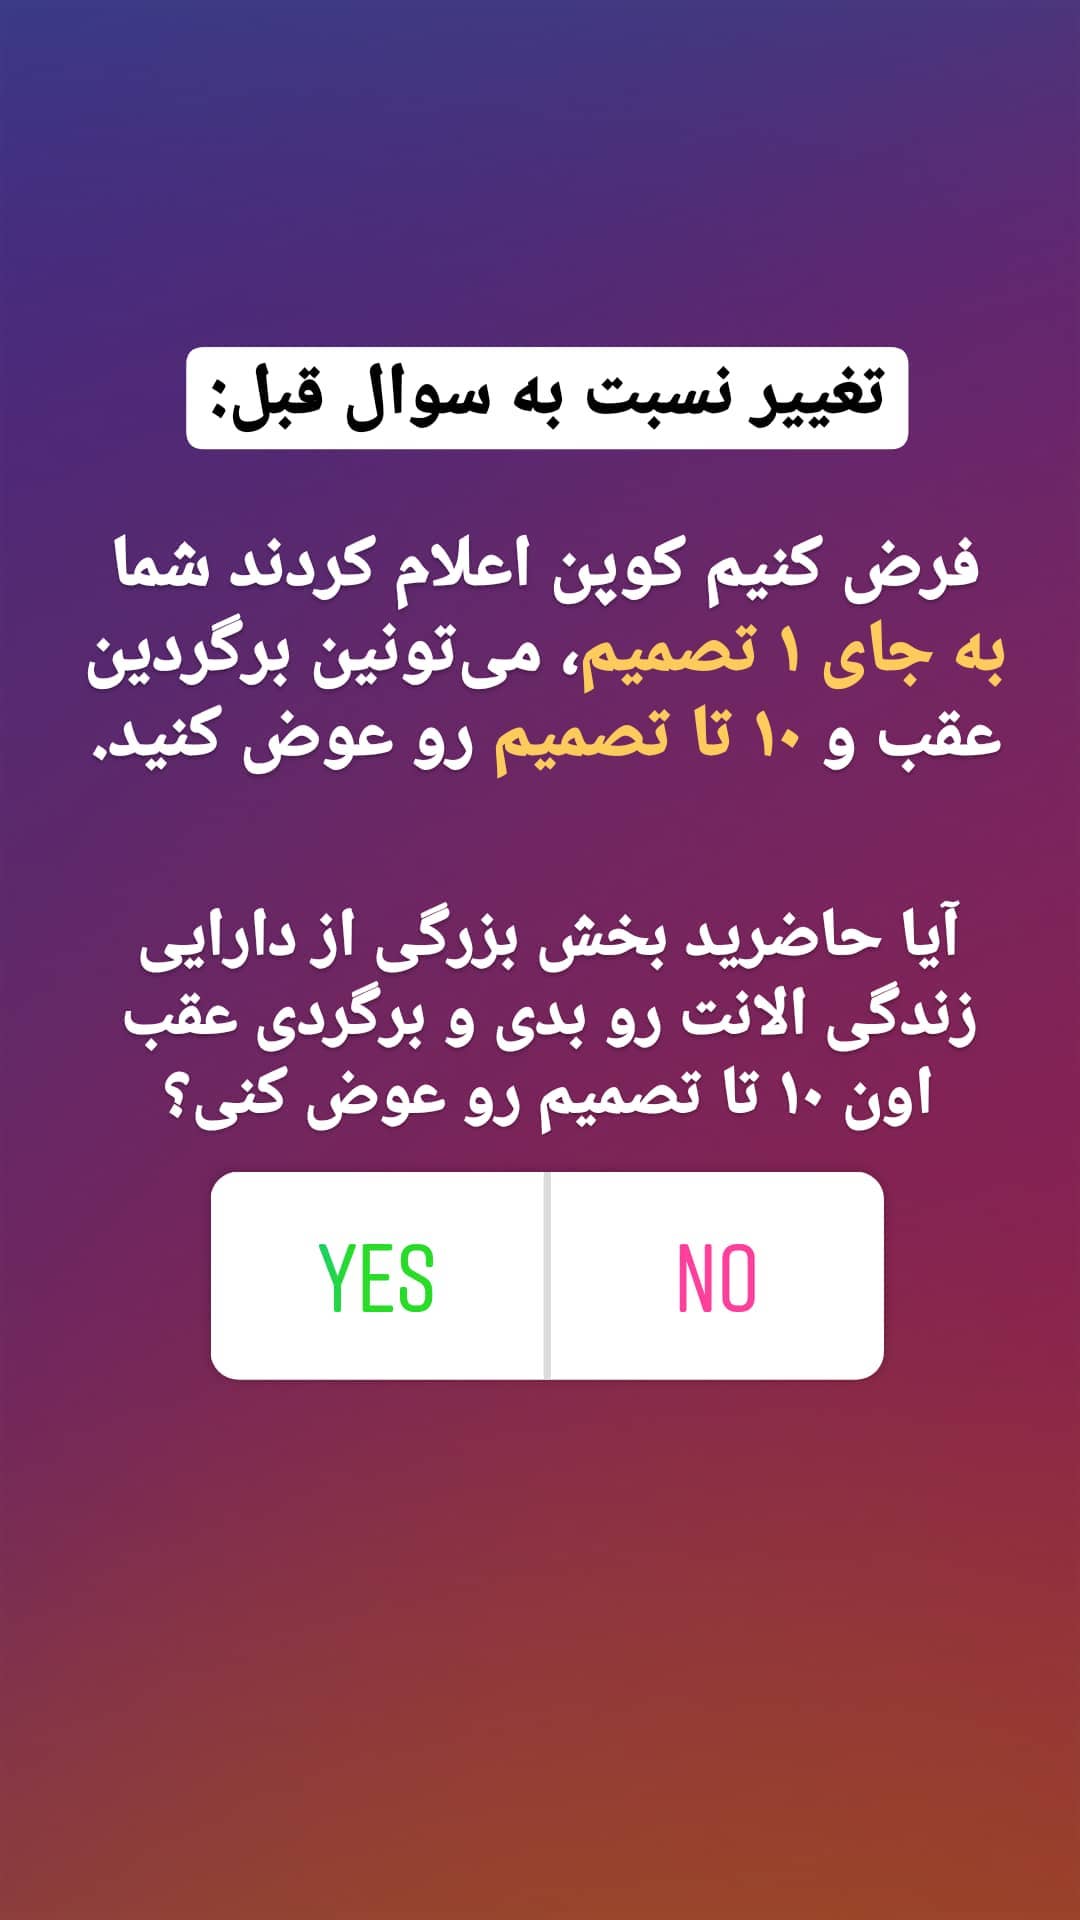 تغییر نسبت به سوال قبل:
فرض کنیم کوپن اعلام کردند شما
به جای ۱ تصمیم، می‌تونین برگردین
عقب و ۱۰ تا تصمیم رو عوض کنید.
آیا حاضرید بخش بزرگی از دارایی
زندگی الانت رو بدی و برگردی عقب
اون ۱۰ تا تصمیم رو عوض کنی؟
YES NO